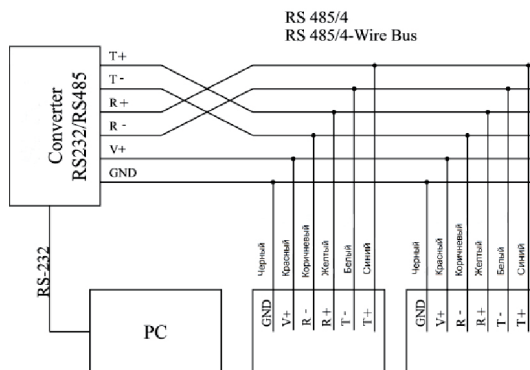 RS 485/4
RS 485/4-Wire Bus
Converter
RS232/RS485
T+
T -
R +
R -
V+
GND
RS-232
PC
Черный
Красный
Коричневый
Желтый
Белый
Синий
GND
V+
R -
R +
T -
T+
Черный
Красный
Коричневый
Желтый
Белый
Синий
GND
V+
R -
R +
T -
T+